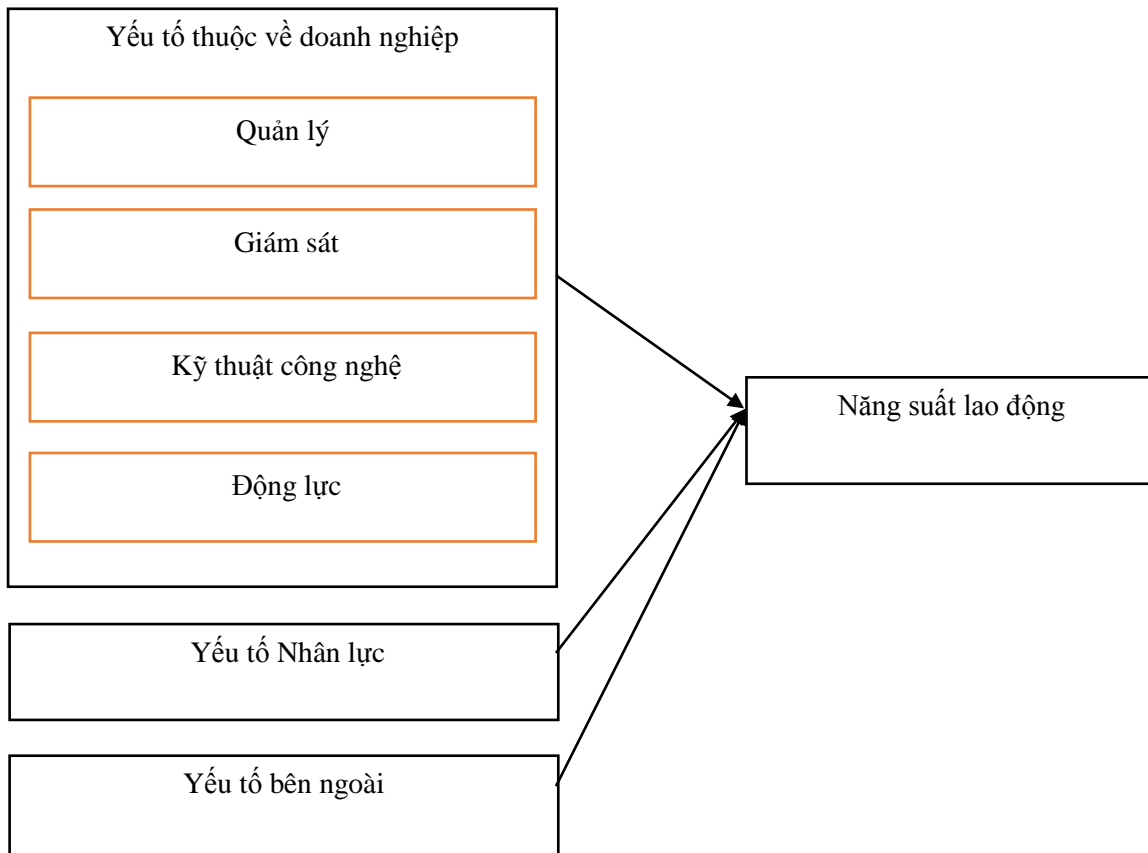 Yếu tố thuộc về doanh nghiệp
Quản lý
Giám sát
Kỹ thuật công nghệ
Động lực
Năng suất lao động
Yếu tố Nhân lực
Yếu tố bên ngoài